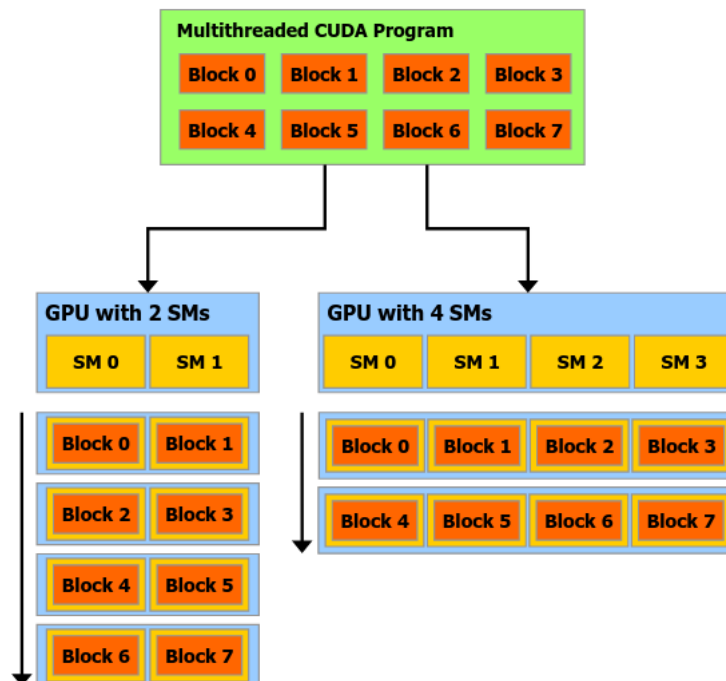 Multithreaded CUDA Program
Block 0 Block 1 Block 2 Block 3
Block 4 Block 5 Block 6 Block 7
GPU with 2 SMs
SM 0 SM 1
Block 0 Block 1
Block 2 Block 3
Block 4 Block 5
Block 6 Block 7
GPU with 4 SMs
SM 0 SM 1 SM 2 SM 3
Block 0 Block 1 Block 2 Block 3
Block 4 Block 5 Block 6 Block 7